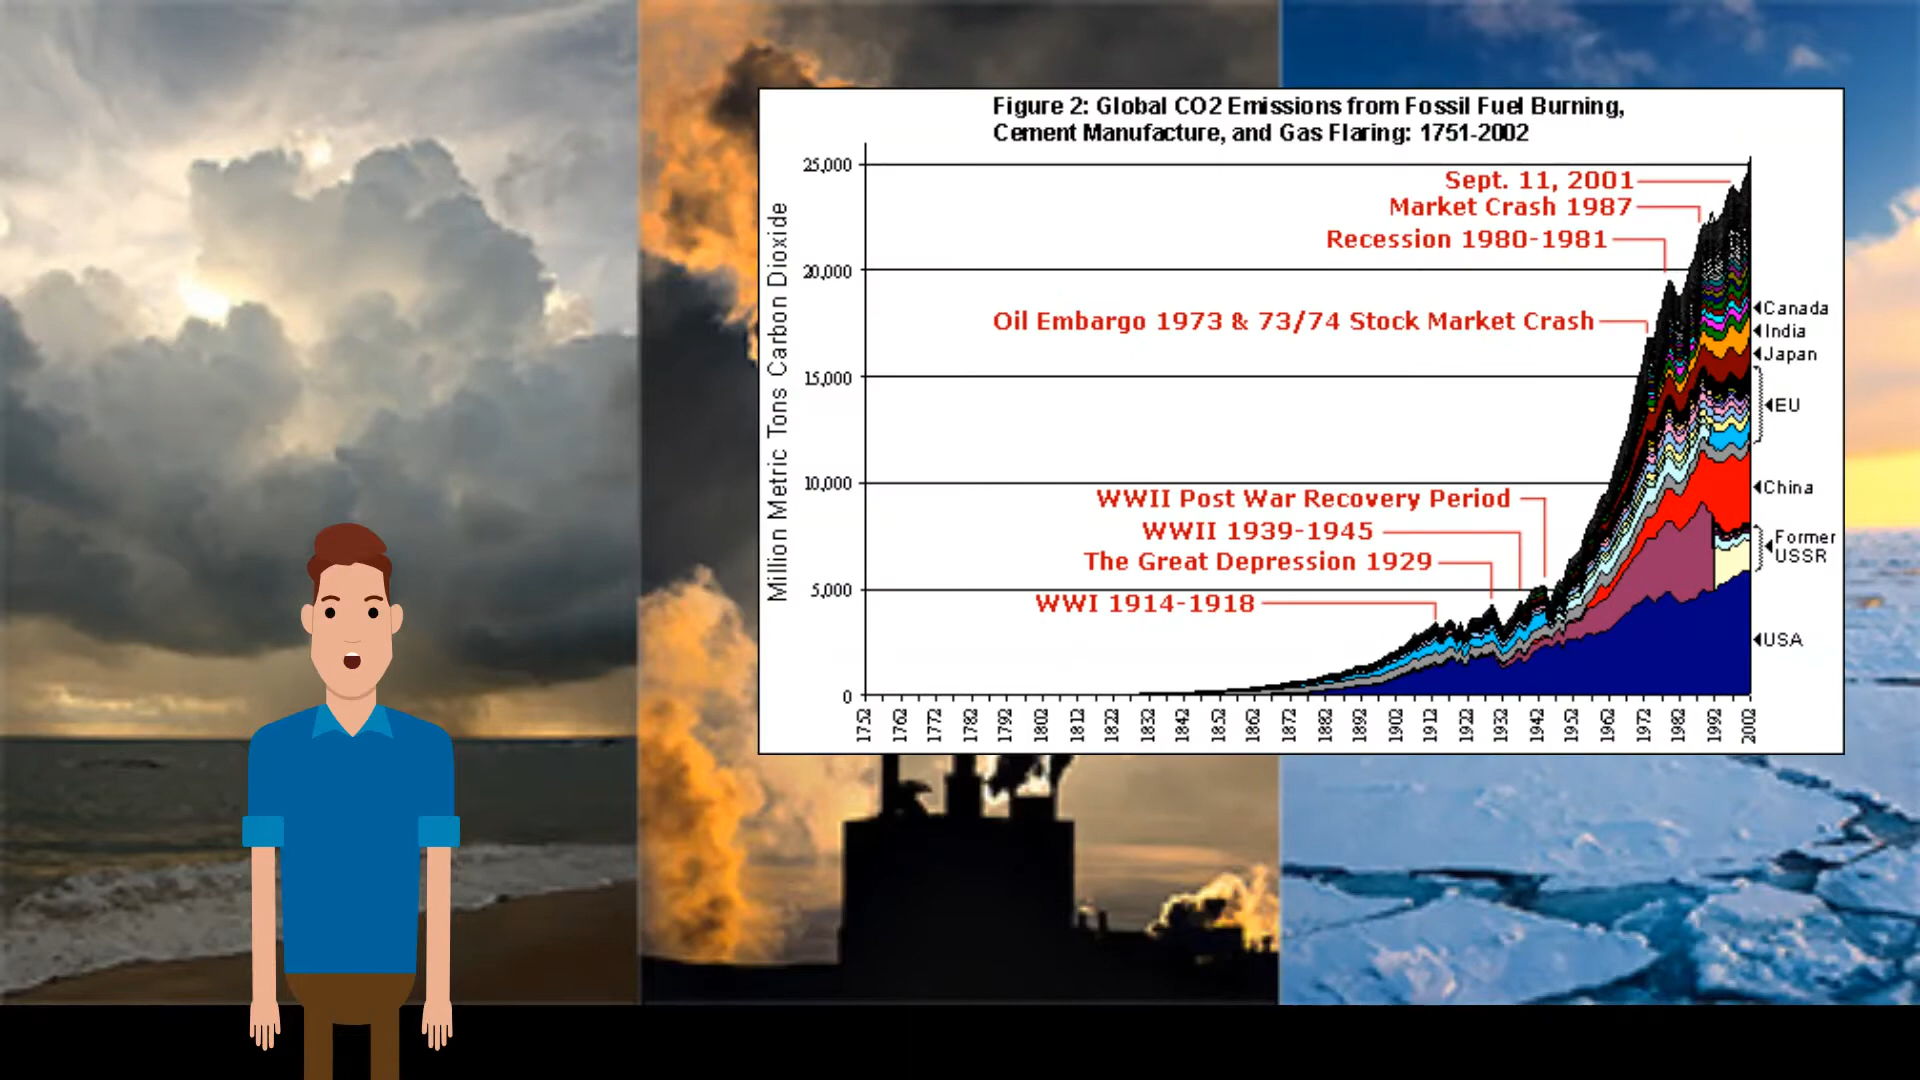 Figure 2: Global CO2 Emissions from Fossil Fuel Burning,
Cement Manufacture, and Gas Flaring: 1751-2002
Million Metric Tons Carbon Dioxide
25,000
20,000
15,000
10,000
5,000
0
Sept. 11, 2001
Market Crash 1987
Recession 1980-1981
Oil Embargo 1973 & 73/74 Stock Market Crash
WWII Post War Recovery Period
WWII 1939-1945
The Great Depression 1929
WWI 1914-1918
Canada
India
Japan
EU
China
Former
USSR
USA
1752 1762 1772 1782 1792 1802 1812 1822 1832 1842 1852 1862 1872 1882 1892 1902 1912 1922 1932 1942 1952 1962 1972 1982 1992 2002